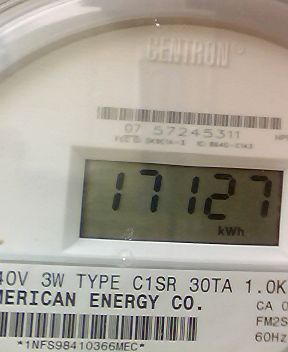 CENTRON®
07 57245311
17127
kWh
40V 3W TYPE C1SR 30TA 1.0K
MERICAN ENERGY CO.
CA 0
FM2S
60Hz
*1NFS98410366MEC*